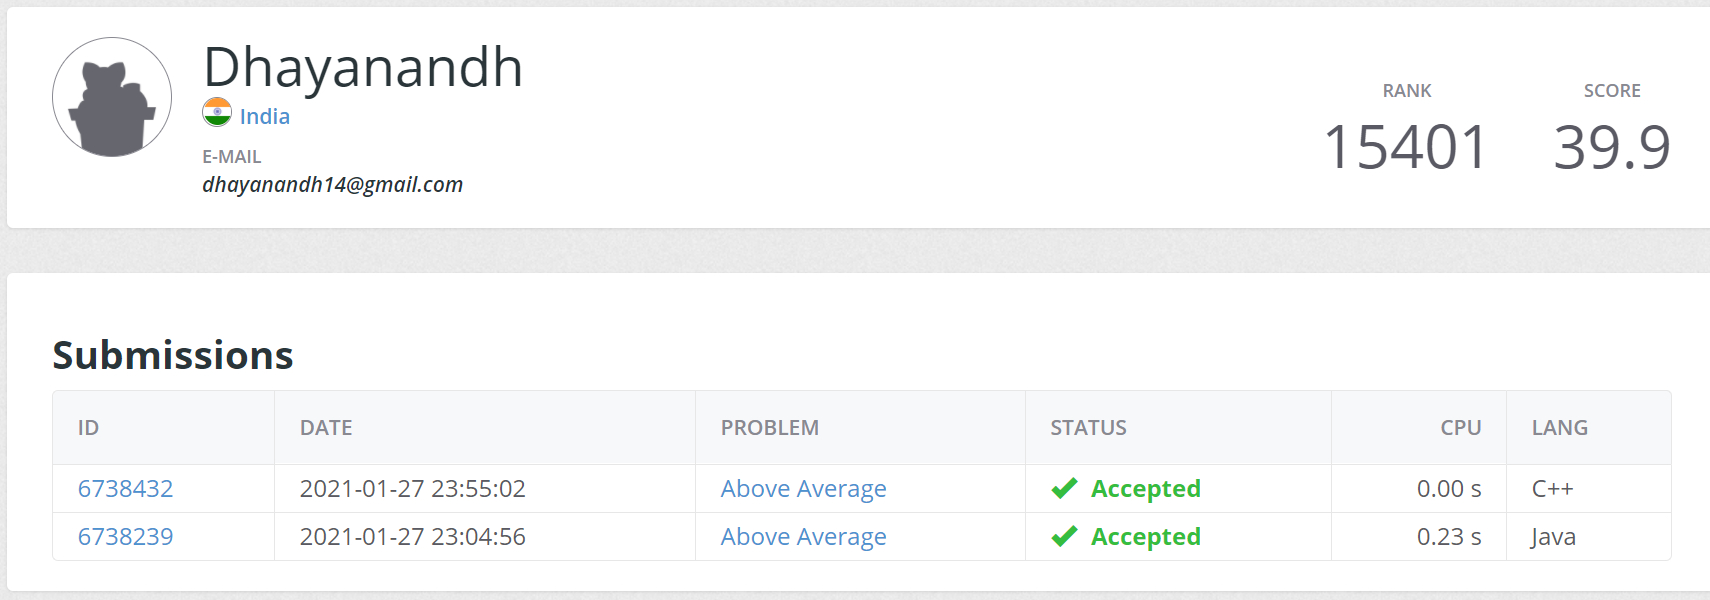 Dhayanandh
India
E-MAIL
dhayanandh14@gmail.com
RANK
15401
SCORE
39.9
Submissions
ID DATE PROBLEM STATUS CPU LANG
6738432 2021-01-27 23:55:02 Above Average Accepted 0.00 s C++
6738239 2021-01-27 23:04:56 Above Average Accepted 0.23 s Java